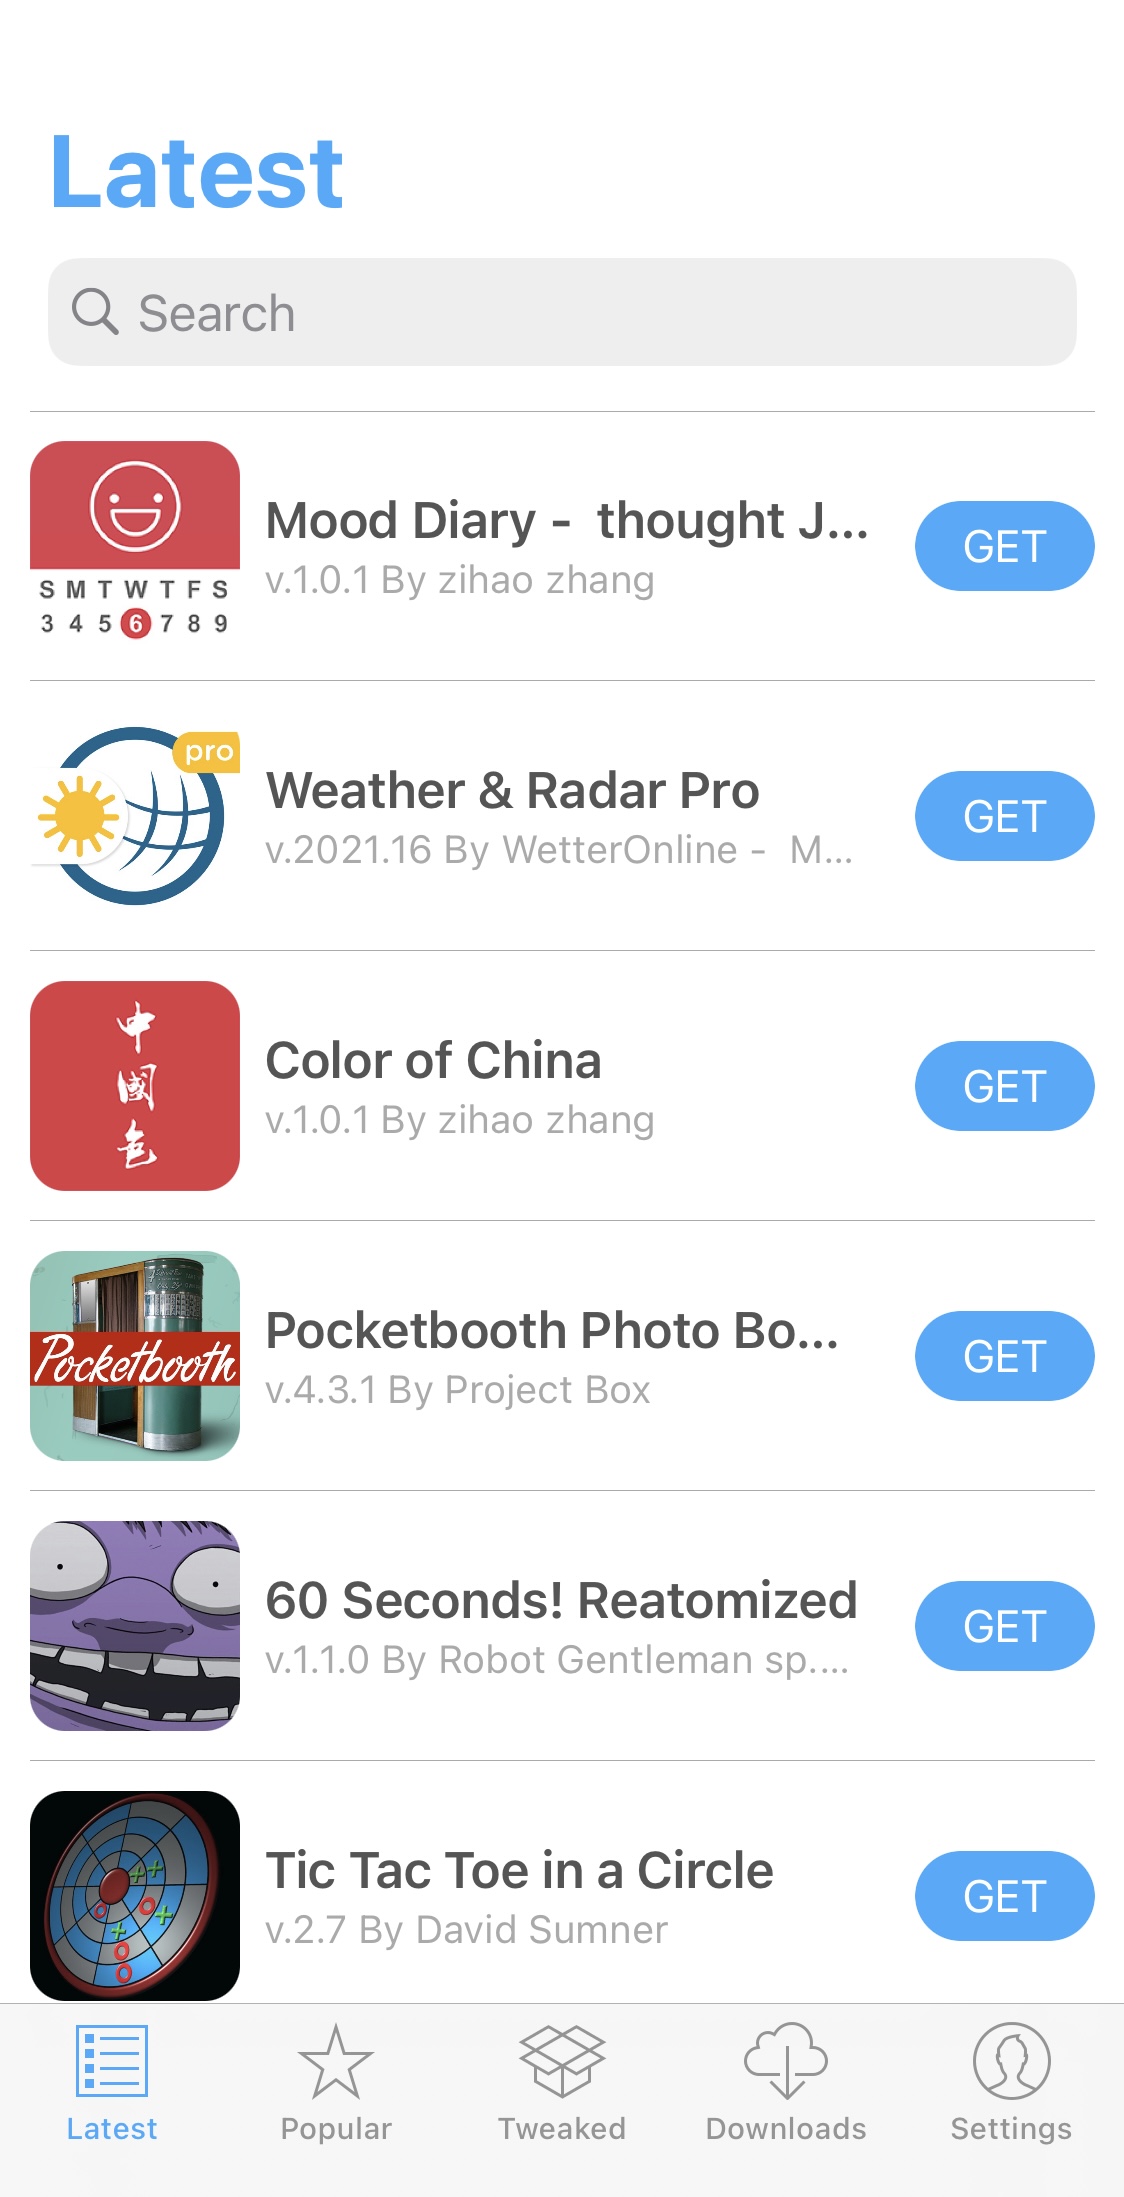 Latest
Search
S M T W T F S
3 4 5 6 7 8 9
Mood Diary - thought J...
v.1.0.1 By zihao zhang
GET
pro
Weather & Radar Pro
v.2021.16 By WetterOnline - M...
GET
中
國
色
Color of China
v.1.0.1 By zihao zhang
GET
Pocketbooth
Pocketbooth Photo Bo...
v.4.3.1 By Project Box
GET
60 Seconds! Reatomized
v.1.1.0 By Robot Gentleman sp....
GET
Tic Tac Toe in a Circle
v.2.7 By David Sumner
GET
Latest
Popular
Tweaked
Downloads
Settings